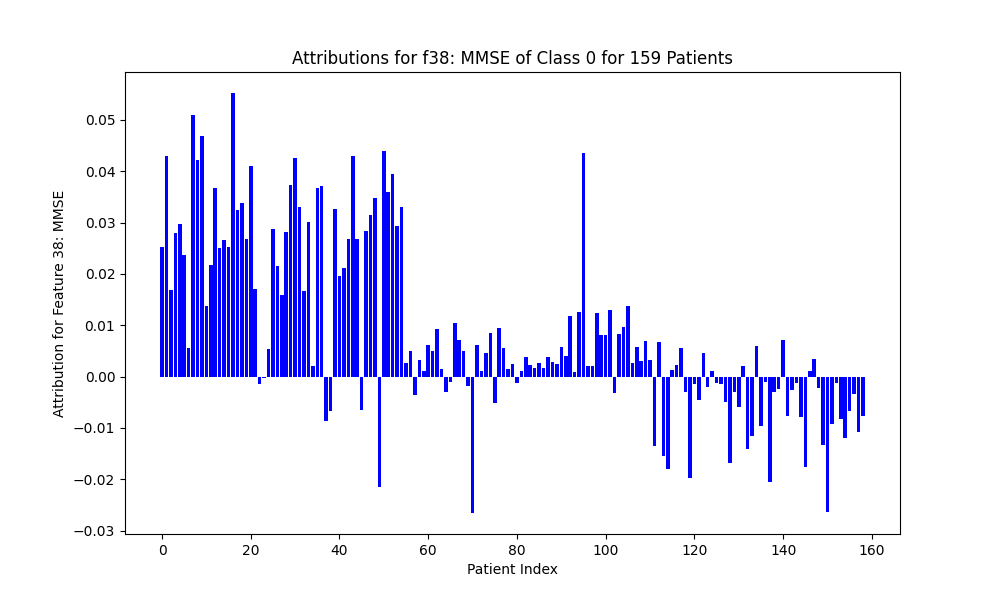 Attributions for f38: MMSE of Class 0 for 159 Patients
Attribution for Feature 38: MMSE
0.05
0.04
0.03
0.02
0.01
0.00
−0.01
−0.02
−0.03
0 20 40 60 80 100 120 140 160
Patient Index